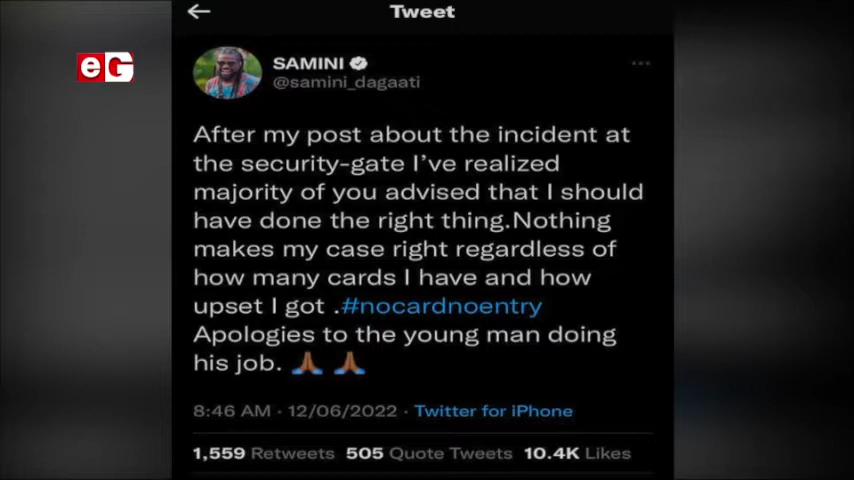 Tweet
eG
SAMINI
@samini_dagaati
After my post about the incident at
the security-gate I’ve realized
majority of you advised that I should
have done the right thing.Nothing
makes my case right regardless of
how many cards I have and how
upset I got .#nocardnoentry
Apologies to the young man doing
his job. 🙏🏾 🙏🏾
8:46 AM · 12/06/2022 · Twitter for iPhone
1,559 Retweets 505 Quote Tweets 10.4K Likes